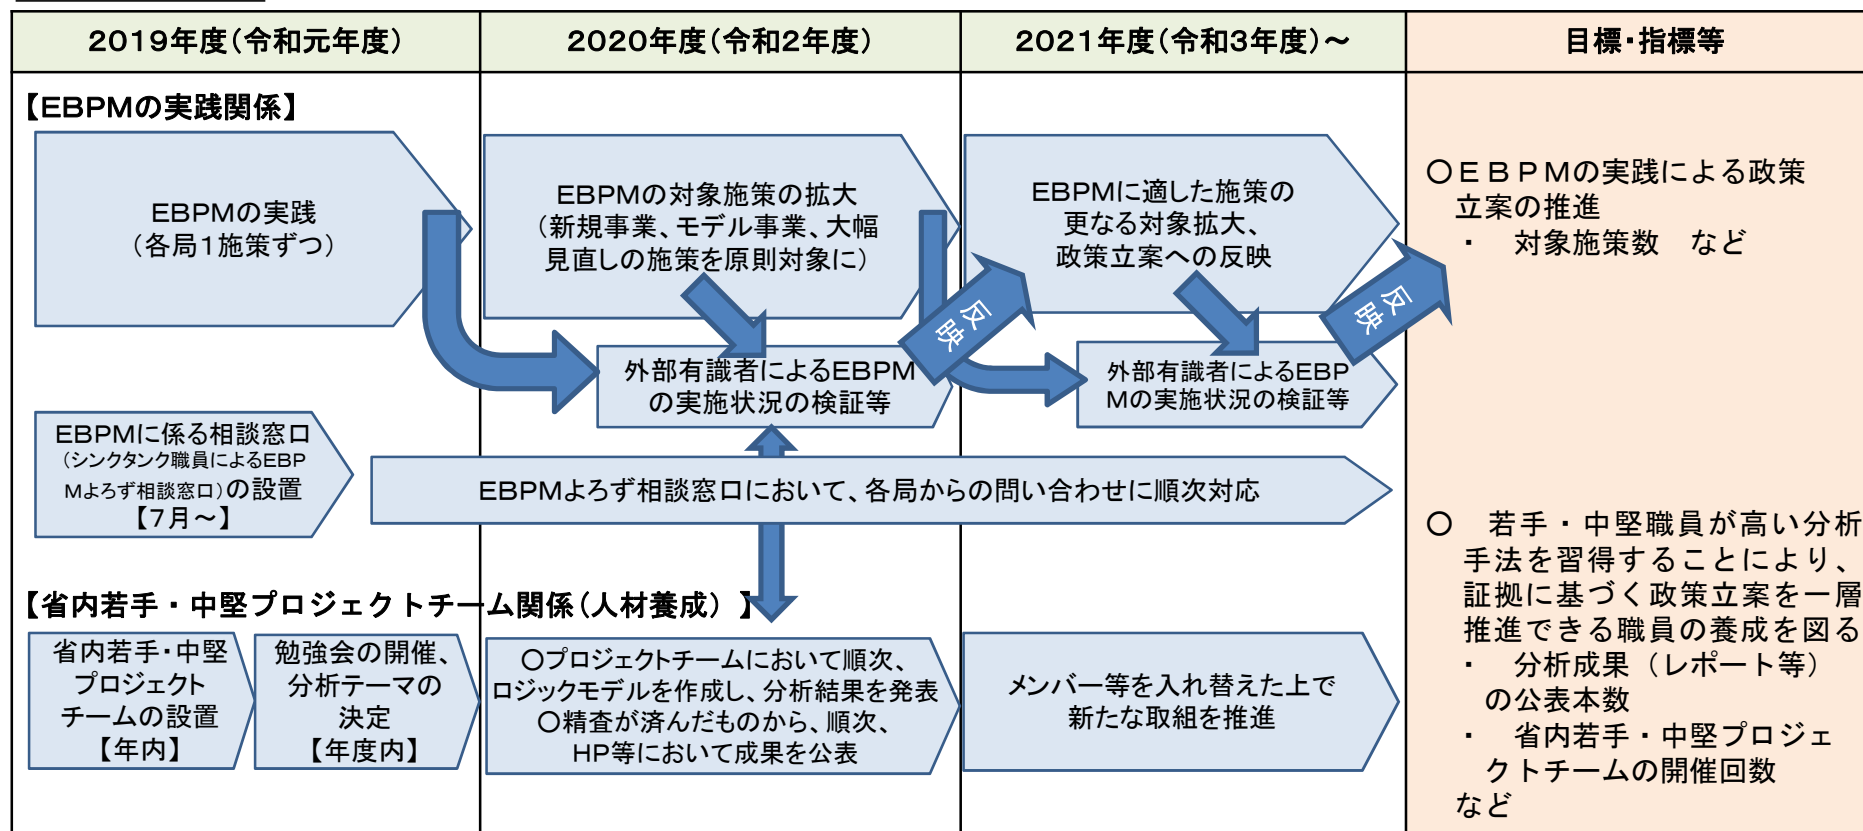 2019年度(令和元年度)
2020年度(令和2年度)
2021年度(令和3年度)～
目標・指標等
【EBPMの実践関係】
EBPMの実践
(各局1施策ずつ)
EBPMの対象施策の拡大
(新規事業、モデル事業、大幅
見直しの施策を原則対象に)
EBPMに適した施策の
更なる対象拡大、
政策立案への反映
反映
反映
外部有識者によるEBPM
の実施状況の検証等
外部有識者によるEBP
Mの実施状況の検証等
EBPMに係る相談窓口
(シンクタンク職員によるEBP
Mよろず相談窓口)の設置
【7月～】
EBPMよろず相談窓口において、各局からの問い合わせに順次対応
【省内若手・中堅プロジェクトチーム関係(人材養成)】
省内若手・中堅
プロジェクト
チームの設置
【年内】
勉強会の開催、
分析テーマの
決定
【年度内】
○プロジェクトチームにおいて順次、
ロジックモデルを作成し、分析結果を発表
○精査が済んだものから、順次、
HP等において成果を公表
メンバー等を入れ替えた上で
新たな取組を推進
○EBPMの実践による政策
立案の推進
・ 対象施策数 など
○ 若手・中堅職員が高い分析
手法を習得することにより、
証拠に基づく政策立案を一層
推進できる職員の養成を図る
・ 分析成果(レポート等)
の公表本数
・ 省内若手・中堅プロジェ
クトチームの開催回数
など